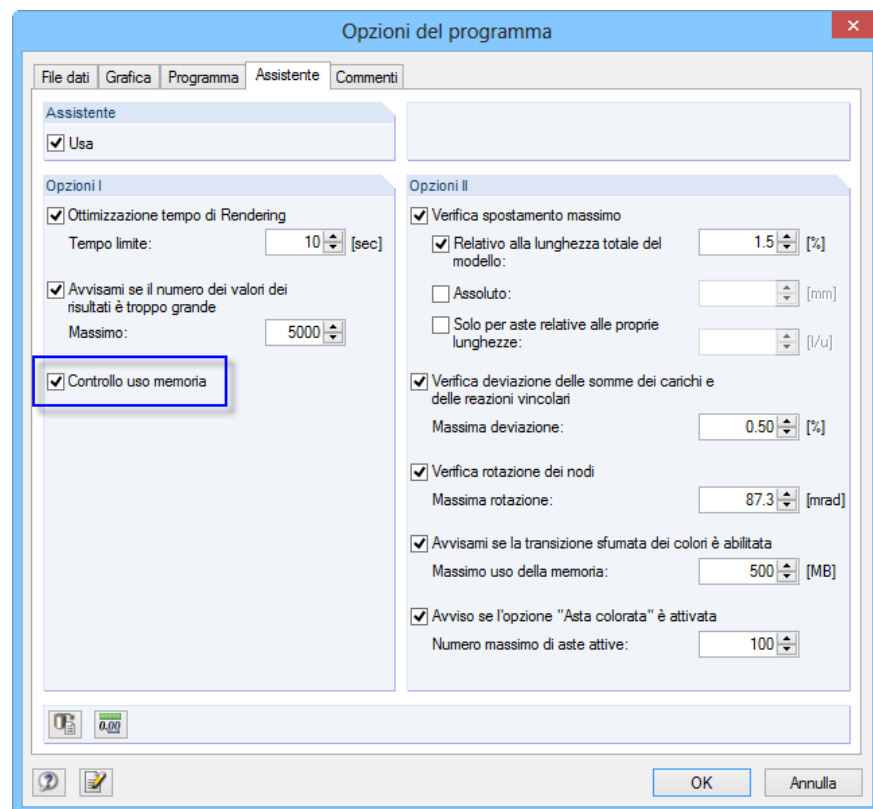 Opzioni del programma
File dati
Grafica
Programma
Assistente
Commenti
Assistente
Usa
Opzioni I
Ottimizzazione tempo di Rendering
Tempo limite: 10 [sec]
Avvisami se il numero dei valori dei
risultati è troppo grande
Massimo: 5000
Controllo uso memoria
Opzioni II
Verifica spostamento massimo
Relativo alla lunghezza totale del 1.5 [%]
modello:
Assoluto: [mm]
Solo per aste relative alle proprie
lunghezze: [l/u]
Verifica deviazione delle somme dei carichi e
delle reazioni vincolari
Massima deviazione: 0.50 [%]
Verifica rotazione dei nodi
Massima rotazione: 87.3 [mrad]
Avvisami se la transizione sfumata dei colori è abilitata
Massimo uso della memoria: 500 [MB]
Avviso se l'opzione "Asta colorata" è attivata
Numero massimo di aste attive: 100
0.00
OK
Annulla